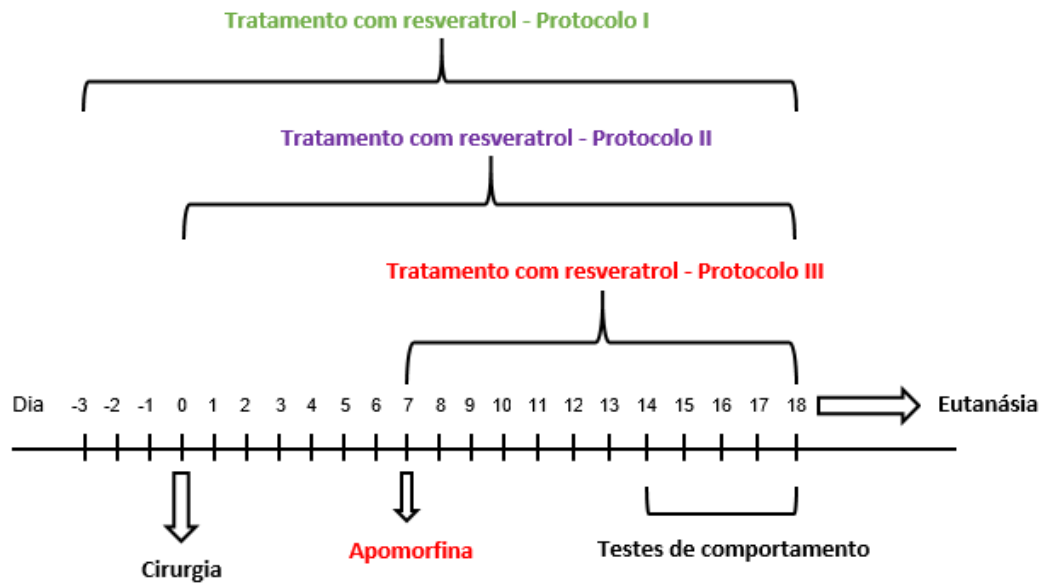 Tratamento com resveratrol - Protocolo I
Tratamento com resveratrol - Protocolo II
Tratamento com resveratrol - Protocolo III
Dia -3 -2 -1 0 1 2 3 4 5 6 7 8 9 10 11 12 13 14 15 16 17 18 Eutanásia
Cirurgia
Apomorfina
Testes de comportamento